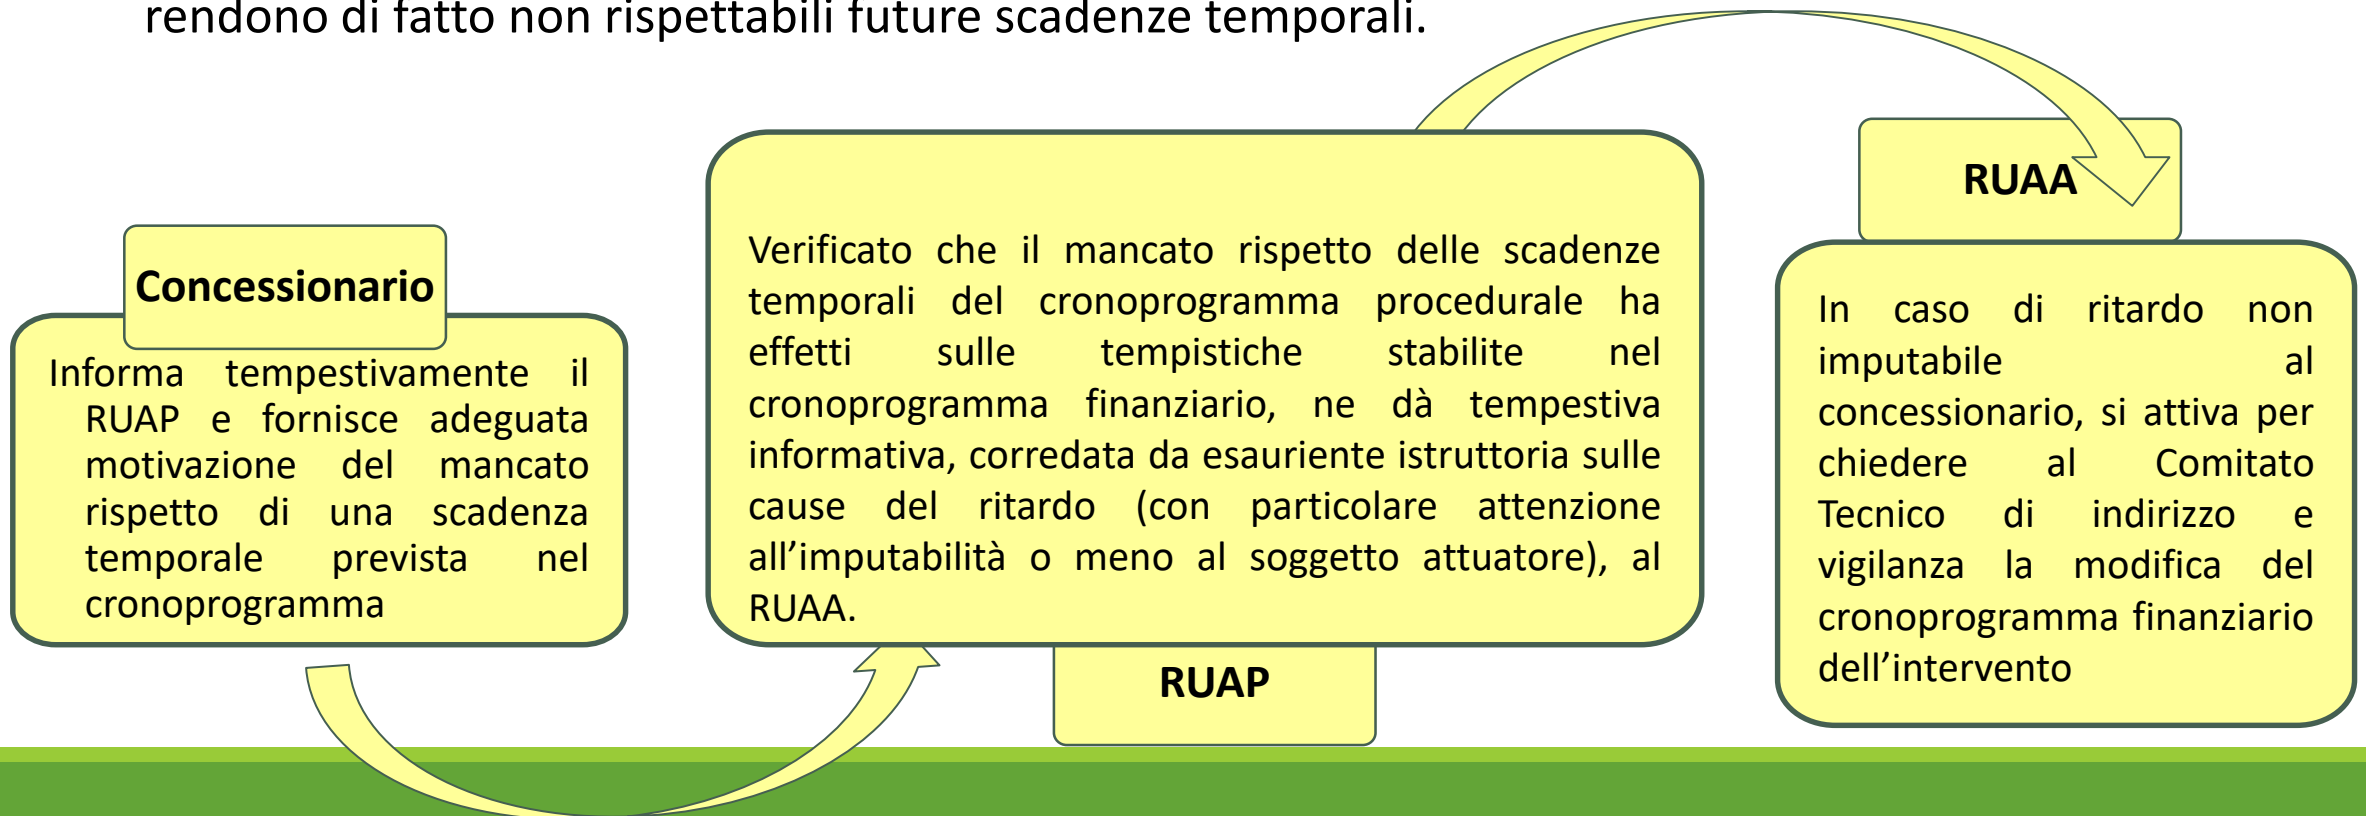 rendono di fatto non rispettabili future scadenze temporali.
Concessionario
Informa tempestivamente il
RUAP e fornisce adeguata
motivazione del mancato
rispetto di una scadenza
temporale prevista nel
cronoprogramma
Verificato che il mancato rispetto delle scadenze
temporali del cronoprogramma procedurale ha
effetti sulle tempistiche stabilite nel
cronoprogramma finanziario, ne dà tempestiva
informativa, corredata da esauriente istruttoria sulle
cause del ritardo (con particolare attenzione
all’imputabilità o meno al soggetto attuatore), al
RUAA.
RUAP
RUAA
In caso di ritardo non
imputabile al
concessionario, si attiva per
chiedere al Comitato
Tecnico di indirizzo e
vigilanza la modifica del
cronoprogramma finanziario
dell’intervento